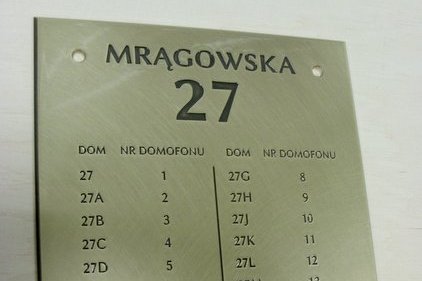 MRĄGOWSKA
27
DOM NR DOMOFONU DOM NR DOMOFONU
27 1 27G 8
27A 2 27H 9
27B 3 27J 10
27C 4 27K 11
27D 5 27L 12
13